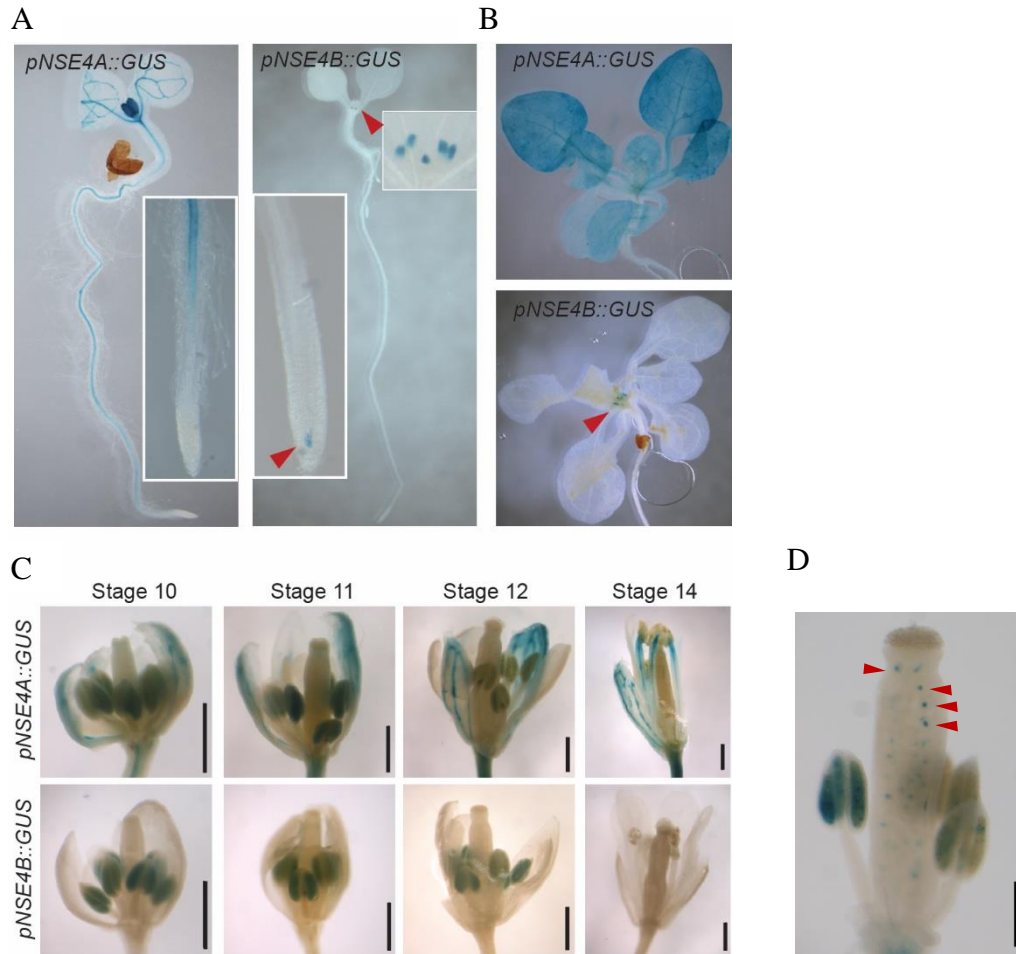 A
B
pNSE4A::GUS
pNSE4B::GUS
pNSE4A::GUS
pNSE4B::GUS
C
D
Stage 10
Stage 11
Stage 12
Stage 14
pNSE4A::GUS
pNSE4B::GUS